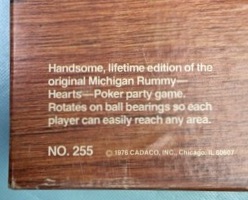 Handsome, lifetime edition of the
original Michigan Rummy—
Hearts—Poker party game.
Rotates on ball bearings so each
player can easily reach any area.
NO. 255 © 1976 CADACO, INC., Chicago, IL 60607